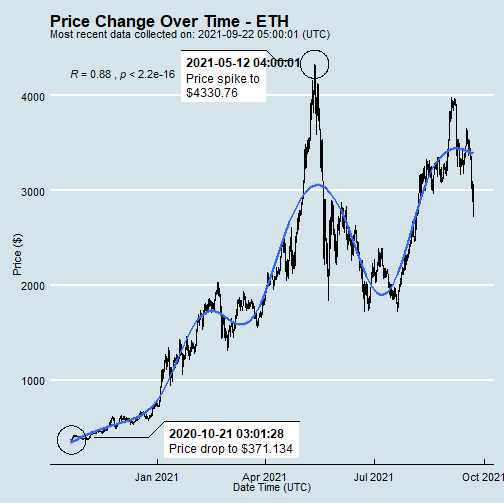 Price Change Over Time - ETH
Most recent data collected on: 2021-09-22 05:00:01 (UTC)
R = 0.88 , p < 2.2e-16
2021-05-12 04:00:01
Price spike to
$4330.76
4000
3000
2000
1000
Price ($)
2020-10-21 03:01:28
Price drop to $371.134
Jan 2021
Apr 2021
Jul 2021
Oct 2021
Date Time (UTC)